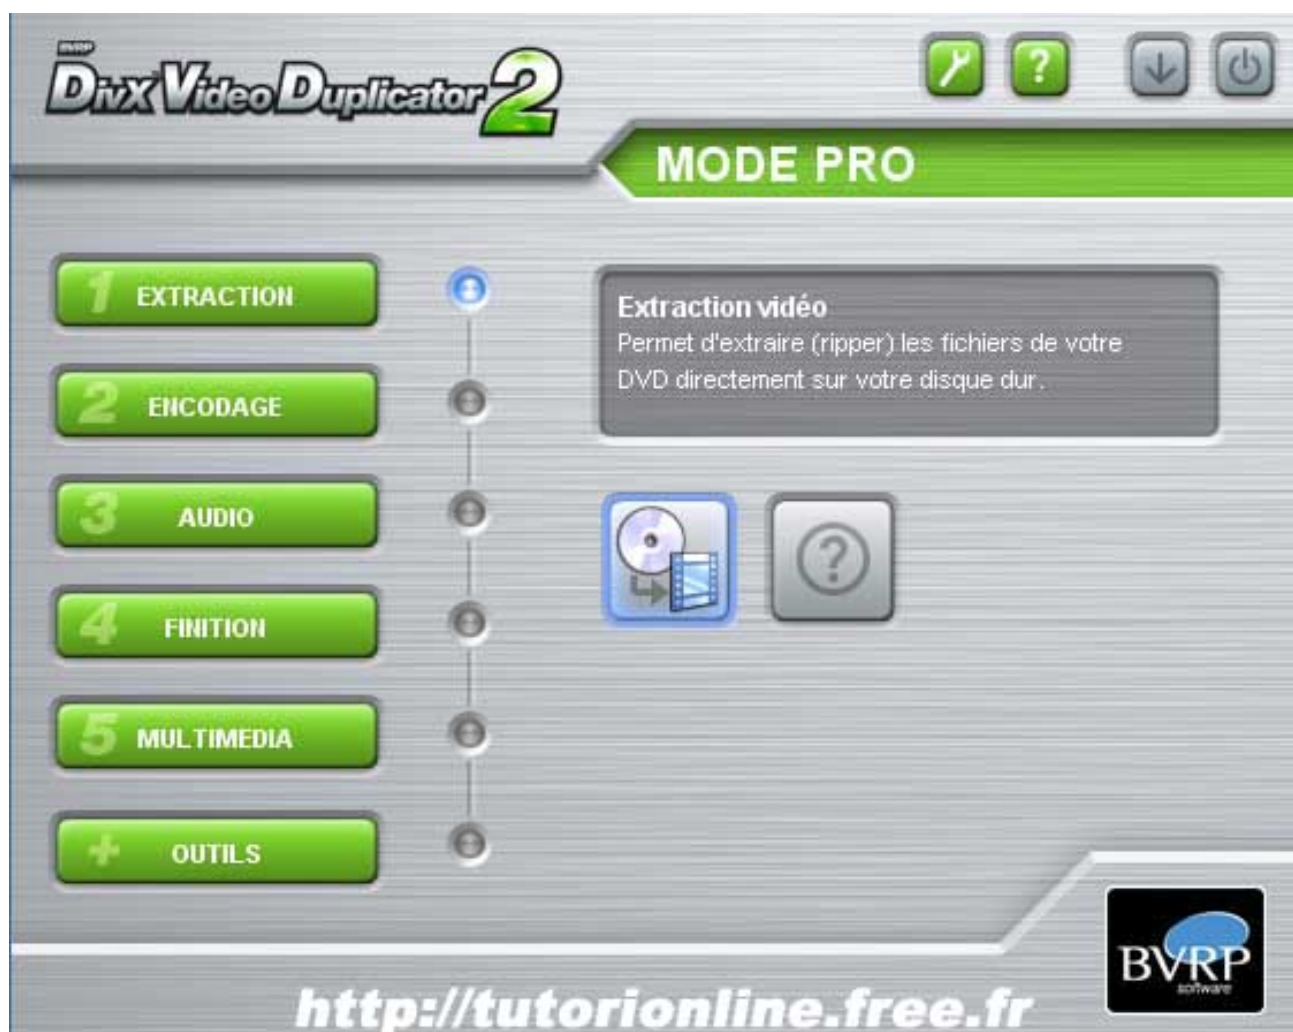 BVRP
DivX Video Duplicator 2
?
MODE PRO
1 EXTRACTION
Extraction vidéo
Permet d'extraire (ripper) les fichiers de votre
DVD directement sur votre disque dur.
2 ENCODAGE
3 AUDIO
?
4 FINITION
5 MULTIMEDIA
+ OUTILS
BVRP
software
http://tutorionline.free.fr